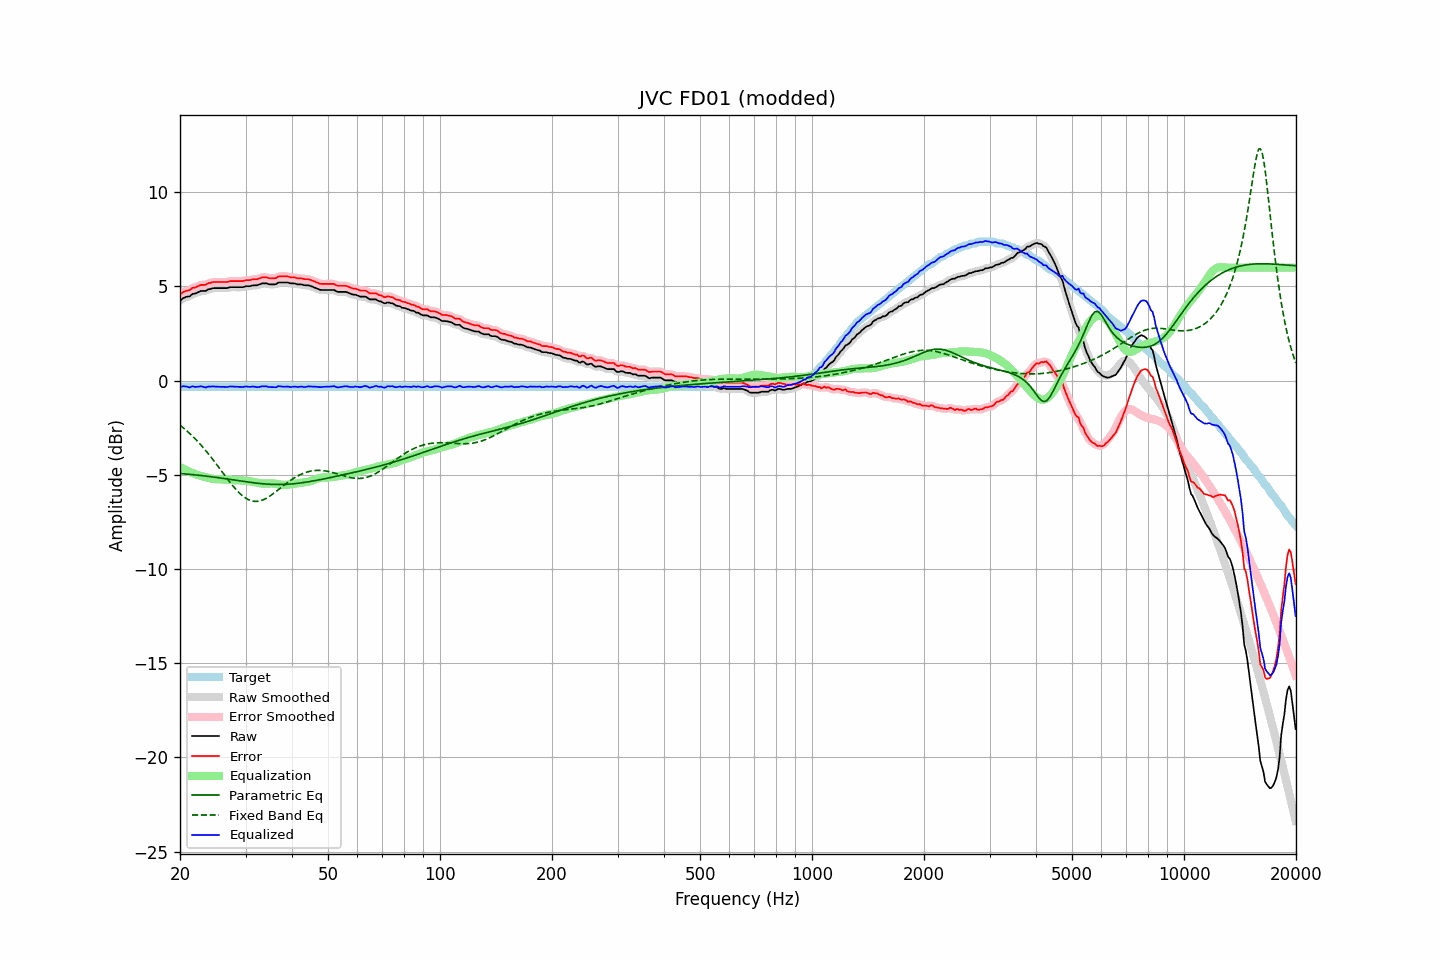 JVC FD01 (modded)
10
5
0
−5
−10
−15
−20
−25
Amplitude (dBr)
Target
Raw Smoothed
Error Smoothed
Raw
Error
Equalization
Parametric Eq
Fixed Band Eq
Equalized
20 50 100 200 500 1000 2000 5000 10000 20000
Frequency (Hz)